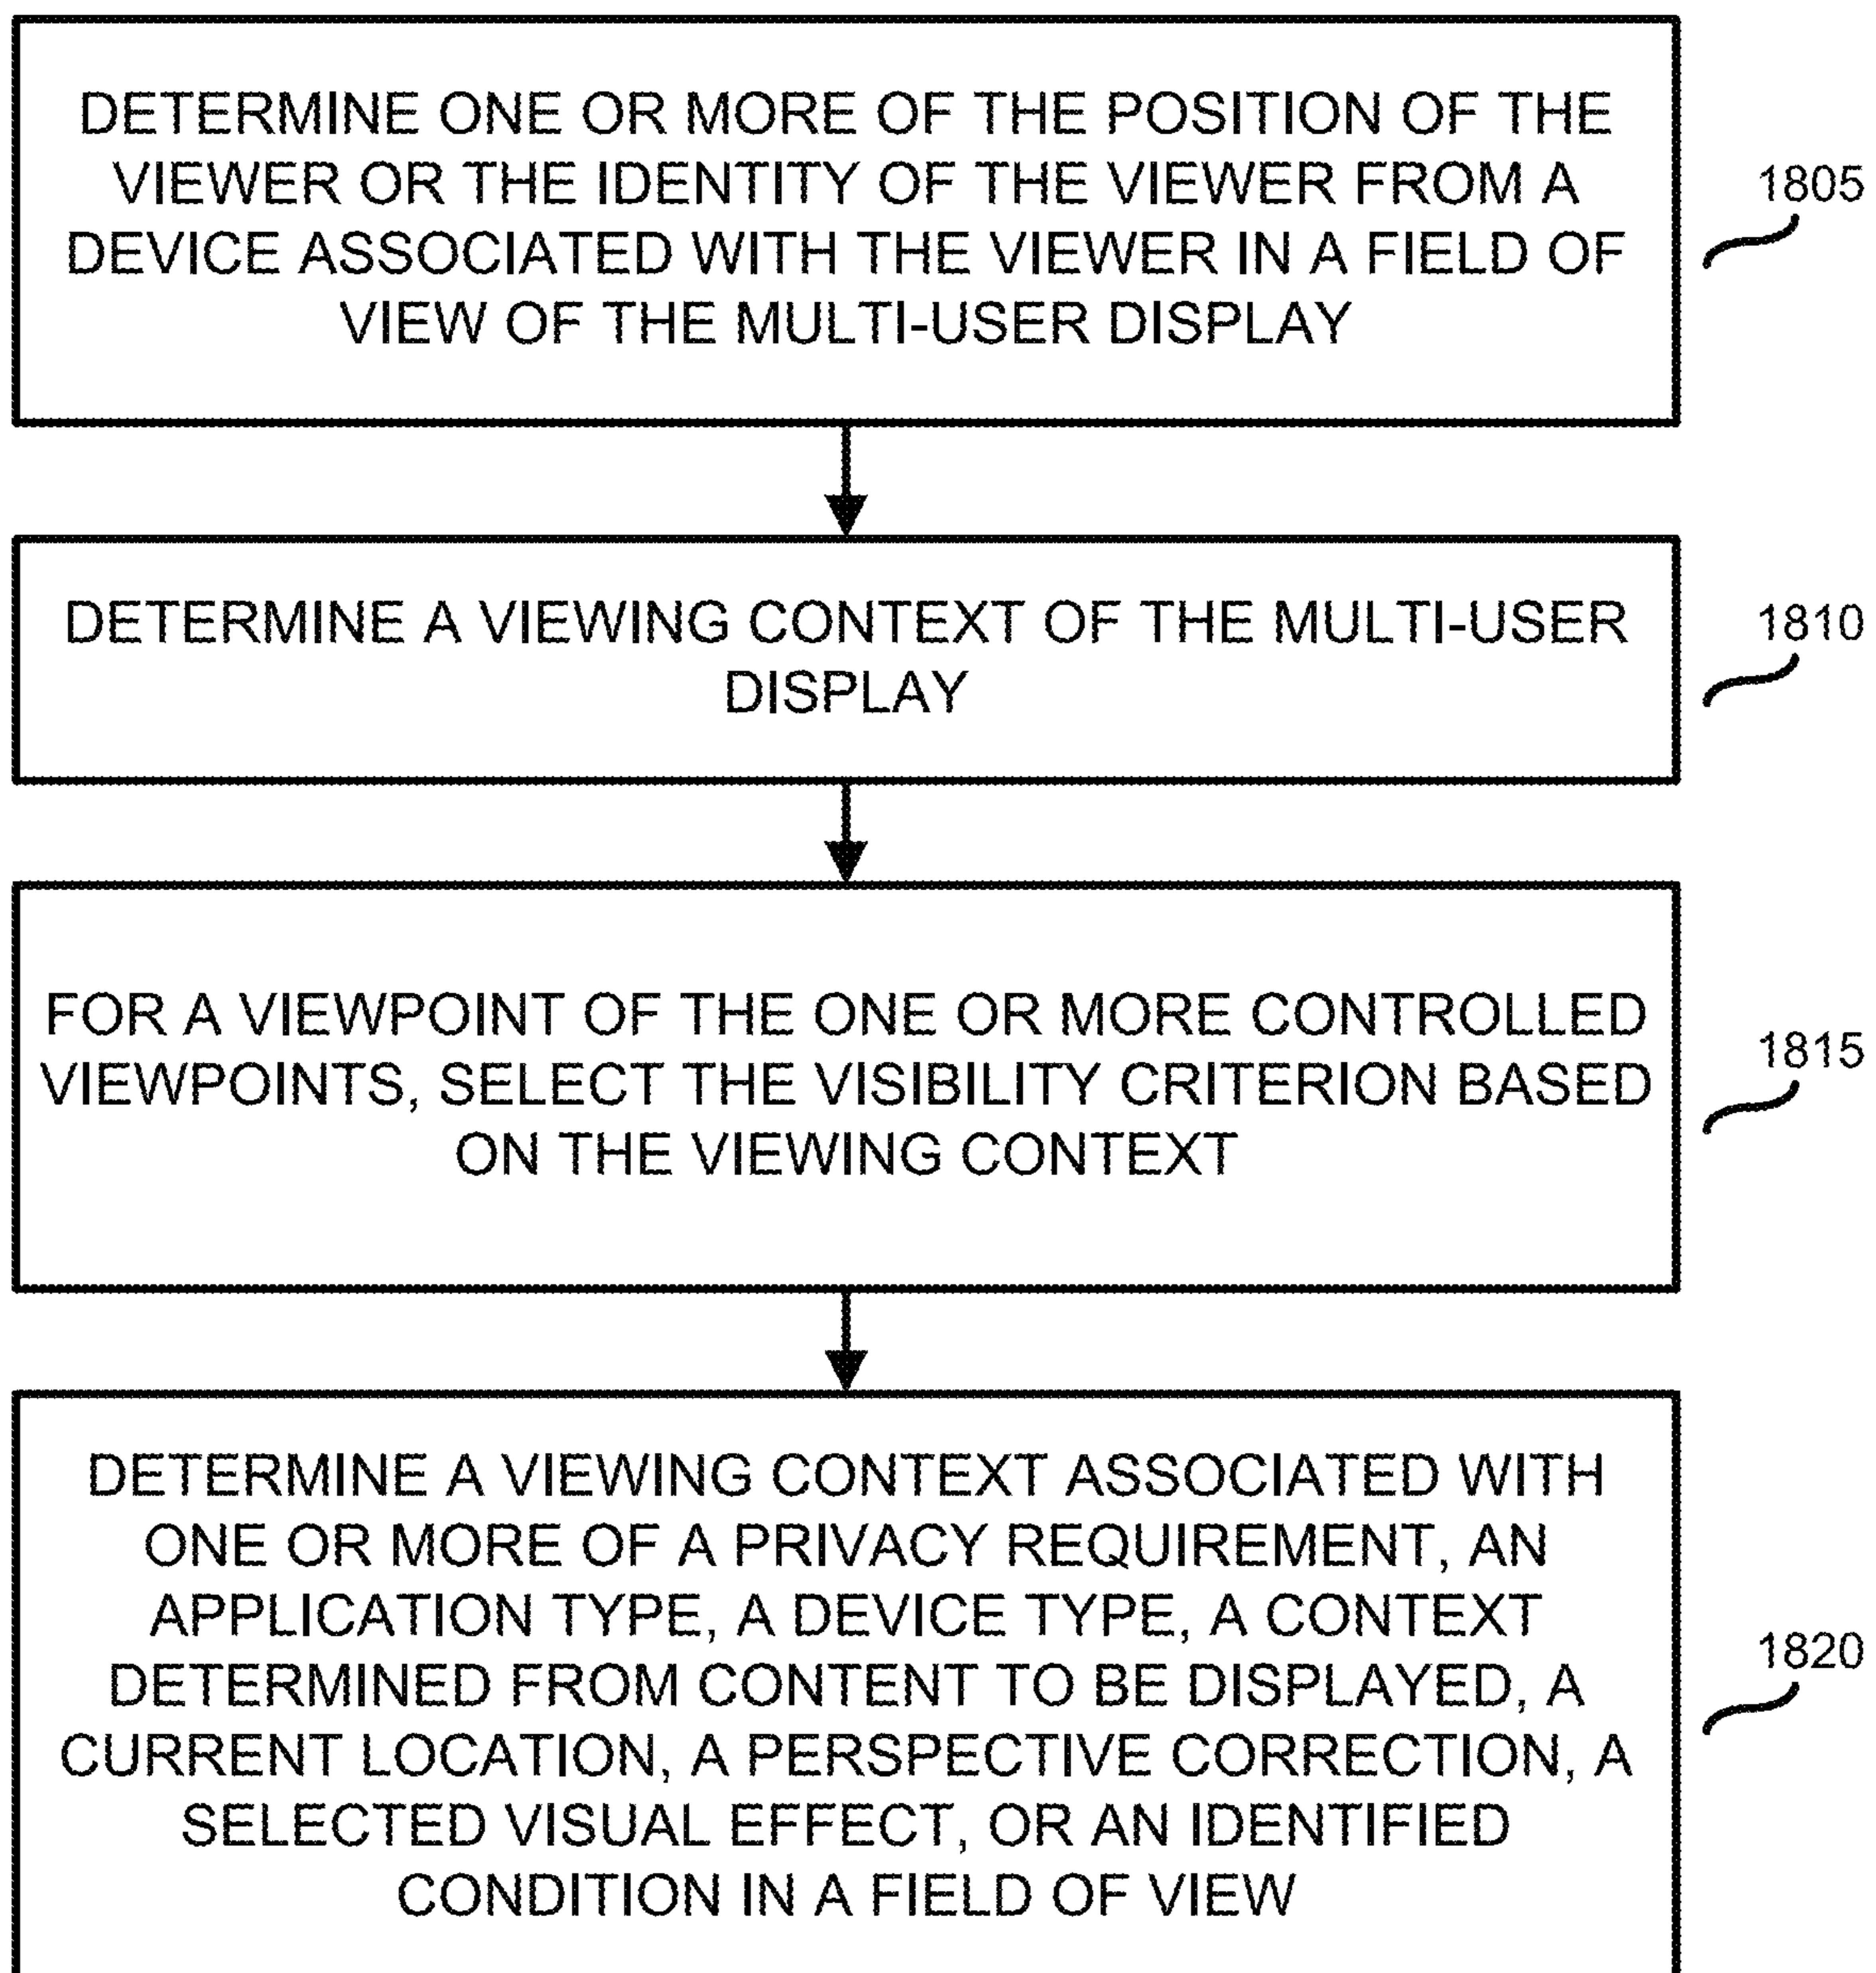 DETERMINE ONE OR MORE OF THE POSITION OF THE
VIEWER OR THE IDENTITY OF THE VIEWER FROM A
DEVICE ASSOCIATED WITH THE VIEWER IN A FIELD OF
VIEW OF THE MULTI-USER DISPLAY
1805
DETERMINE A VIEWING CONTEXT OF THE MULTI-USER
DISPLAY
1810
FOR A VIEWPOINT OF THE ONE OR MORE CONTROLLED
VIEWPOINTS, SELECT THE VISIBILITY CRITERION BASED
ON THE VIEWING CONTEXT
1815
DETERMINE A VIEWING CONTEXT ASSOCIATED WITH
ONE OR MORE OF A PRIVACY REQUIREMENT, AN
APPLICATION TYPE, A DEVICE TYPE, A CONTEXT
DETERMINED FROM CONTENT TO BE DISPLAYED, A
CURRENT LOCATION, A PERSPECTIVE CORRECTION, A
SELECTED VISUAL EFFECT, OR AN IDENTIFIED
CONDITION IN A FIELD OF VIEW
1820